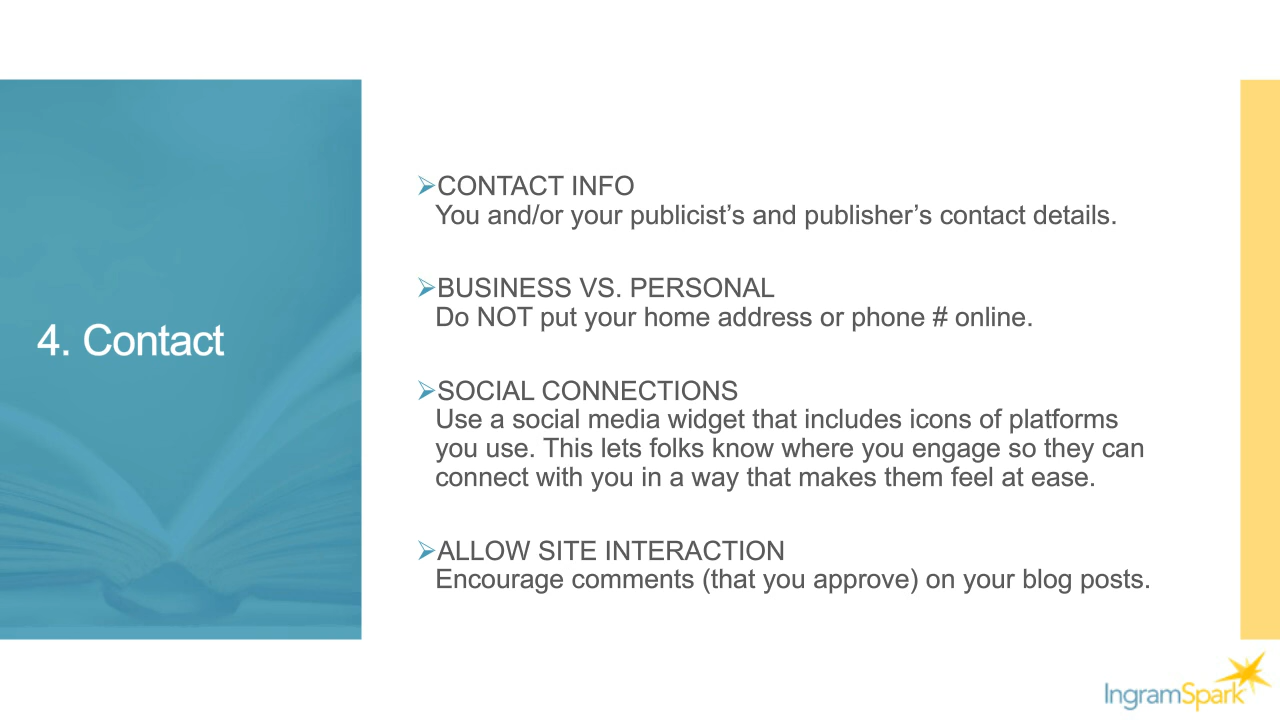 4. Contact
➢CONTACT INFO
You and/or your publicist’s and publisher’s contact details.
➢BUSINESS VS. PERSONAL
Do NOT put your home address or phone # online.
➢SOCIAL CONNECTIONS
Use a social media widget that includes icons of platforms
you use. This lets folks know where you engage so they can
connect with you in a way that makes them feel at ease.
➢ALLOW SITE INTERACTION
Encourage comments (that you approve) on your blog posts.
IngramSpark